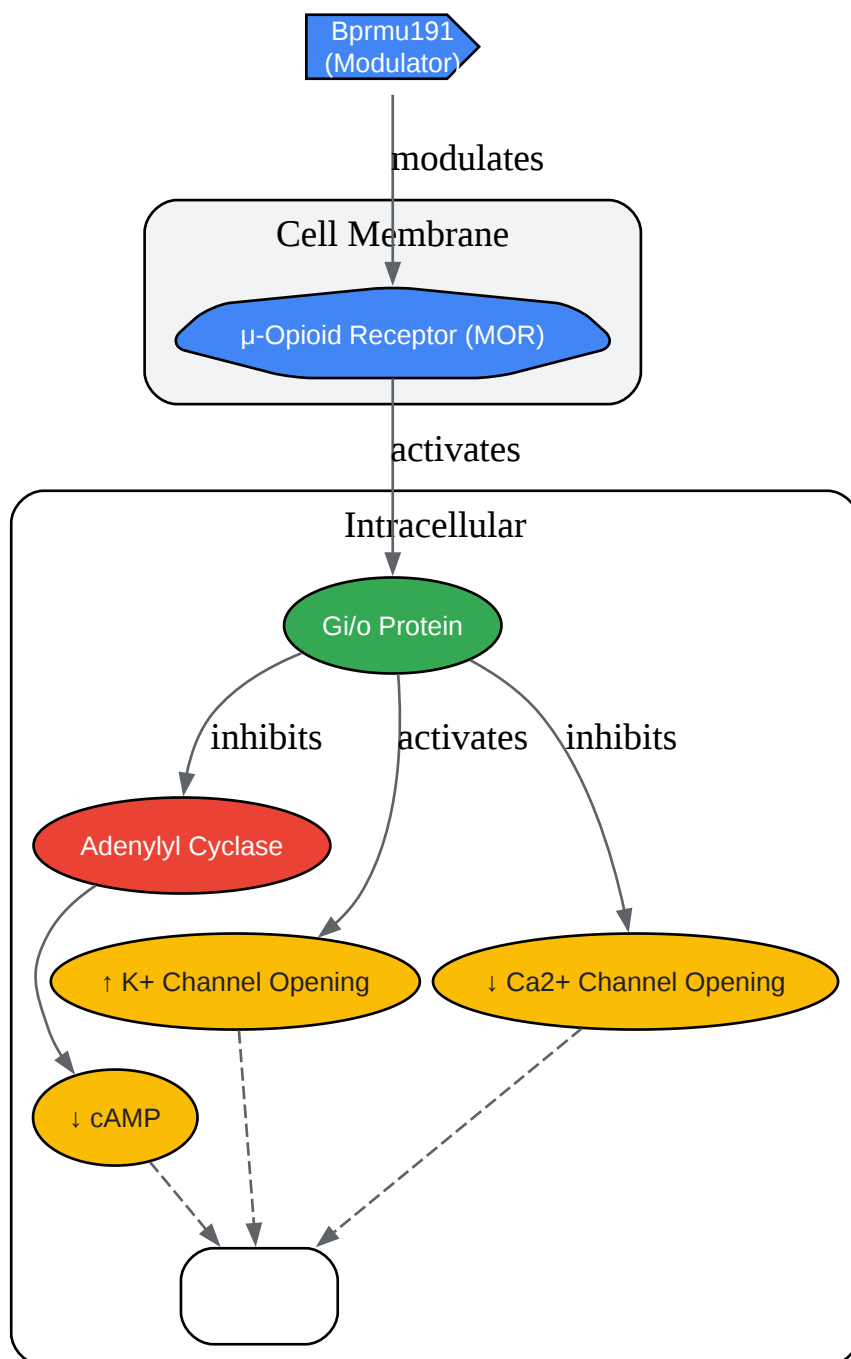 Bprmu191
(Modulator)
modulates
Cell Membrane
μ-Opioid Receptor (MOR)
activates
Intracellular
Gi/o Protein
inhibits
activates
inhibits
Adenylyl Cyclase
↑ K+ Channel Opening
↓ Ca2+ Channel Opening
↓ cAMP